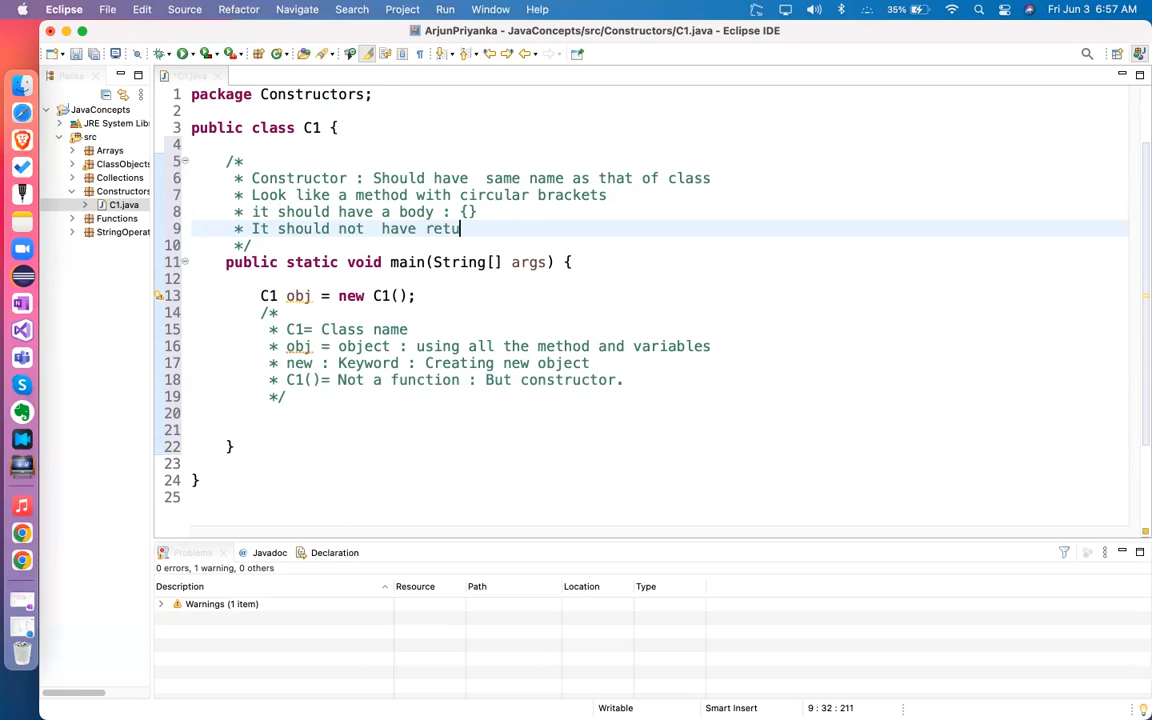 Eclipse File Edit Source Refactor Navigate Search Project Run Window Help 35% Fri Jun 3 6:57 AM
ArjunPriyanka - JavaConcepts/src/Constructors/C1.java - Eclipse IDE
Packa *C1.java
JavaConcepts
JRE System Lib
src
Arrays
ClassObjects
Collections
Constructors
C1.java
Functions
StringOperat
1 package Constructors;
2
3 public class C1 {
4
5 /*
6 * Constructor : Should have  same name as that of class
7 * Look like a method with circular brackets
8 * it should have a body : {}
9 * It should not  have retu
10 */
11 public static void main(String[] args) {
12
13 C1 obj = new C1();
14 /*
15 * C1= Class name
16 * obj = object : using all the method and variables
17 * new : Keyword : Creating new object
18 * C1()= Not a function : But constructor.
19 */
20
21
22 }
23
24 }
25
Problems @ Javadoc Declaration
0 errors, 1 warning, 0 others
Description Resource Path Location Type
Warnings (1 item)
Writable Smart Insert 9 : 32 : 211